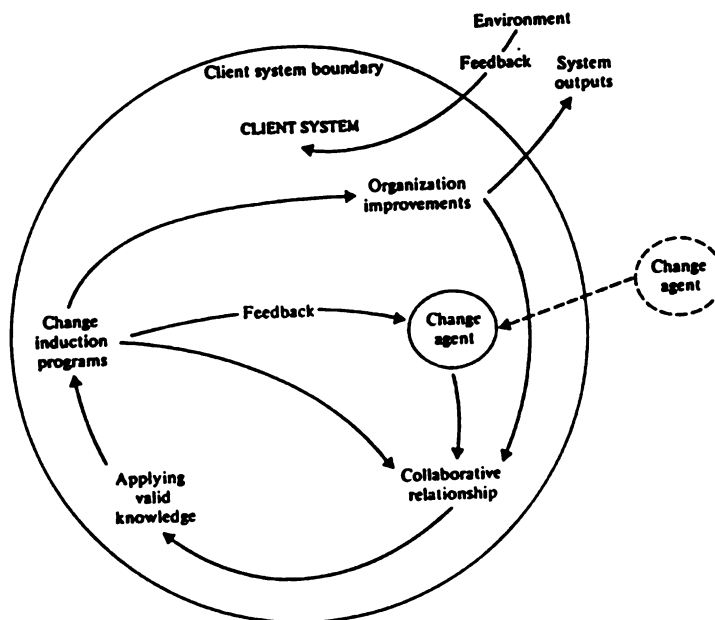 Environment
Feedback
System
outputs
Client system boundary
CLIENT SYSTEM
Organization
improvements
Change
agent
Feedback
Change
agent
Change
induction
programs
Applying
valid
knowledge
Collaborative
relationship